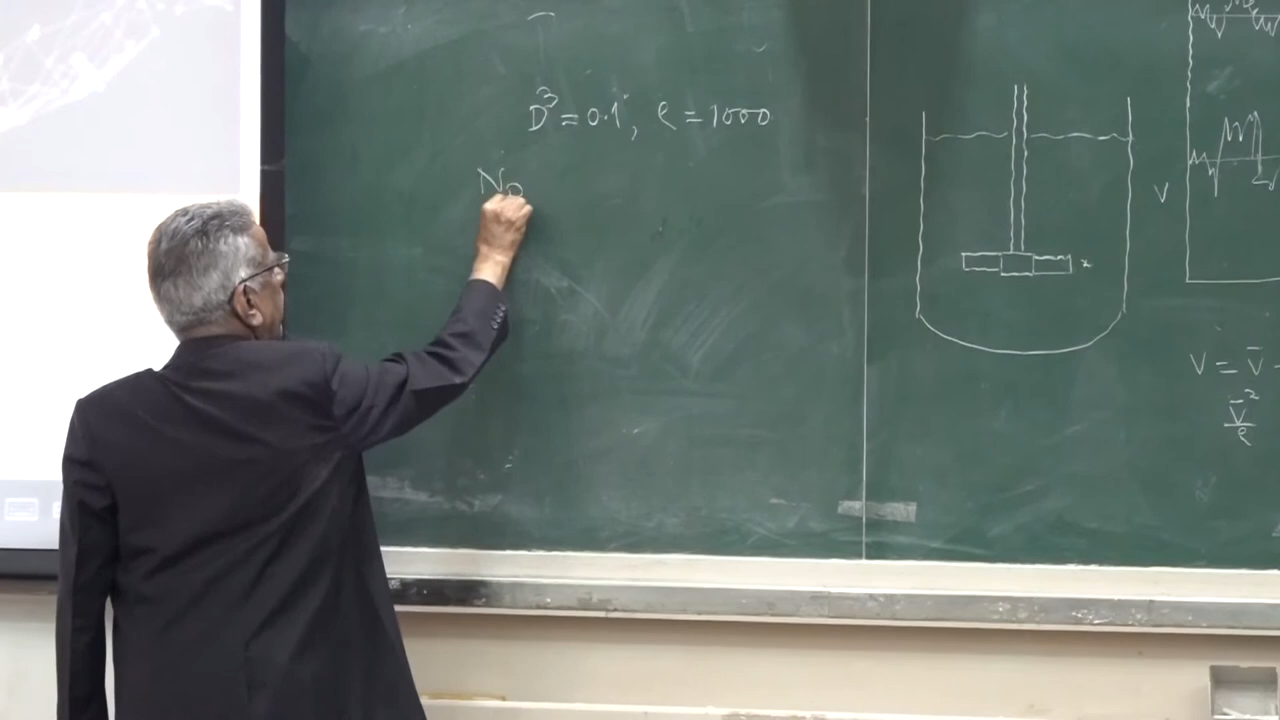 D³ = 0.1, ρ = 1000
N
V
V = V̄
V̄²
ρ